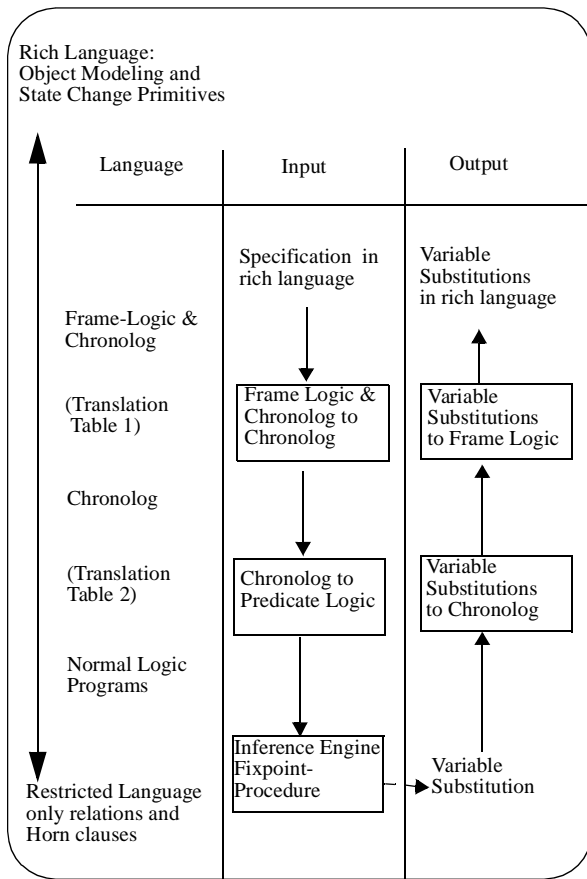 Rich Language:
Object Modeling and
State Change Primitives
Language
Input
Output
Specification in
rich language
Variable
Substitutions
in rich language
Frame-Logic &
Chronolog
(Translation
Table 1)
Frame Logic &
Chronolog to
Chronolog
Variable
Substitutions
to Frame Logic
Chronolog
(Translation
Table 2)
Chronolog to
Predicate Logic
Variable
Substitutions
to Chronolog
Normal Logic
Programs
Inference Engine
Fixpoint-
Procedure
Variable
Substitution
Restricted Language
only relations and
Horn clauses